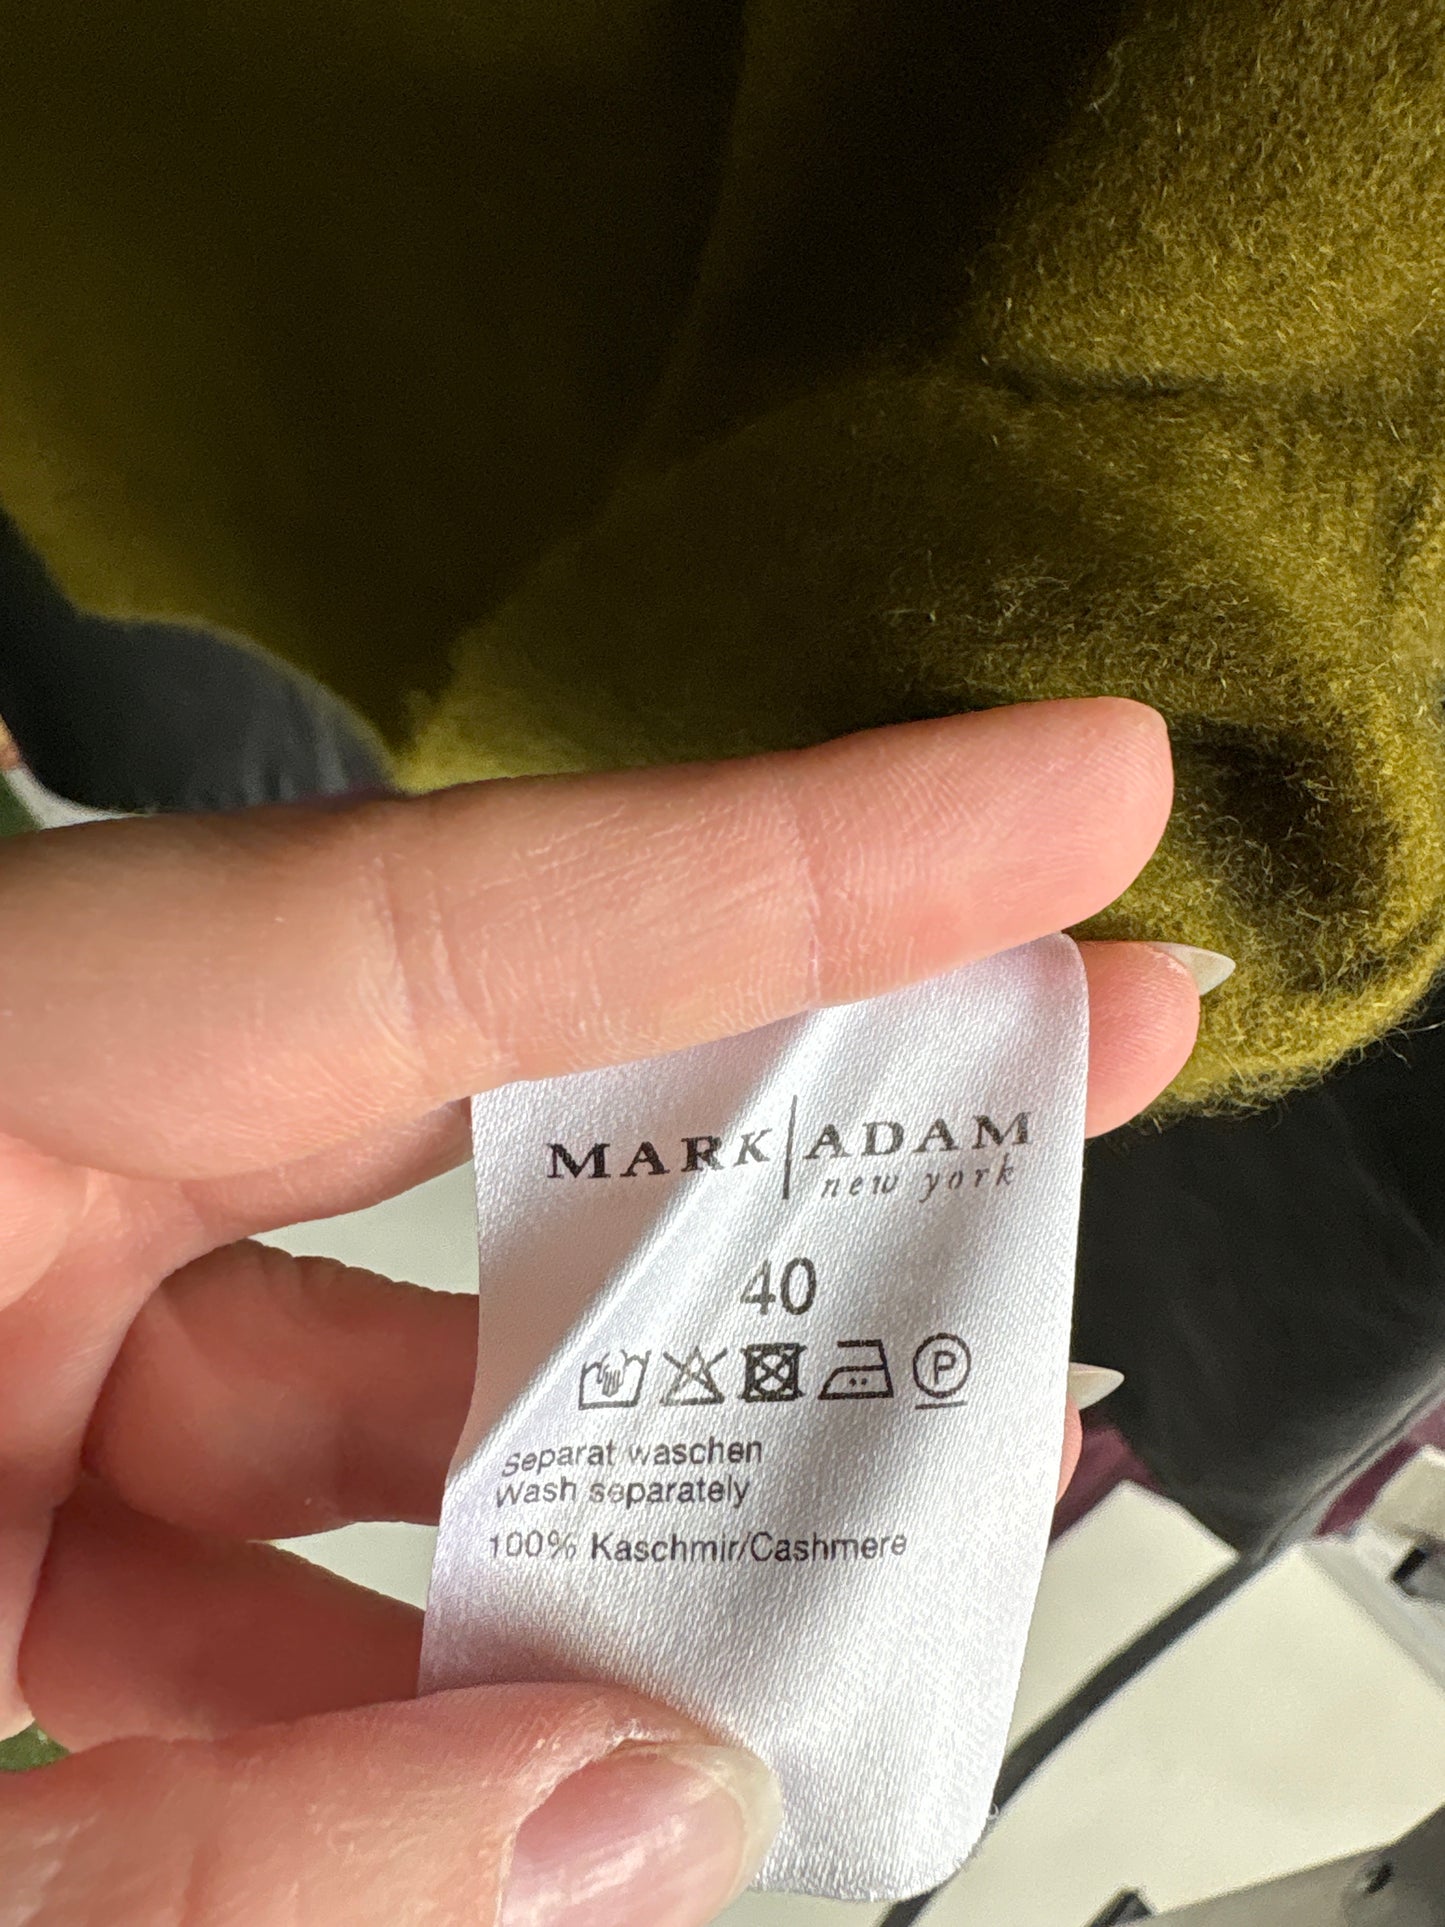 MARK|ADAM
new york
40
P
Separat waschen
Wash separately
100% Kaschmir/Cashmere